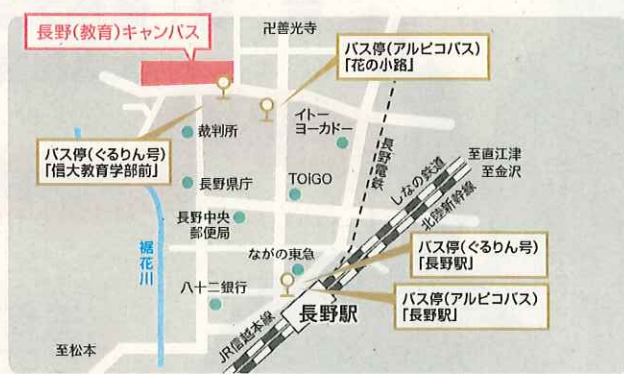 卍善光寺
長野(教育)キャンパス
バス停(アルピコバス)
「花の小路」
イトー
ヨーカドー
裁判所
バス停(ぐるりん号)
「信大教育学部前」
長野電鉄
しなの鉄道
至直江津
至金沢
北陸新幹線
長野県庁
TOiGO
長野中央
郵便局
裾花川
ながの東急
バス停(ぐるりん号)
「長野駅」
八十二銀行
バス停(アルピコバス)
「長野駅」
長野駅
JR信越本線
至松本